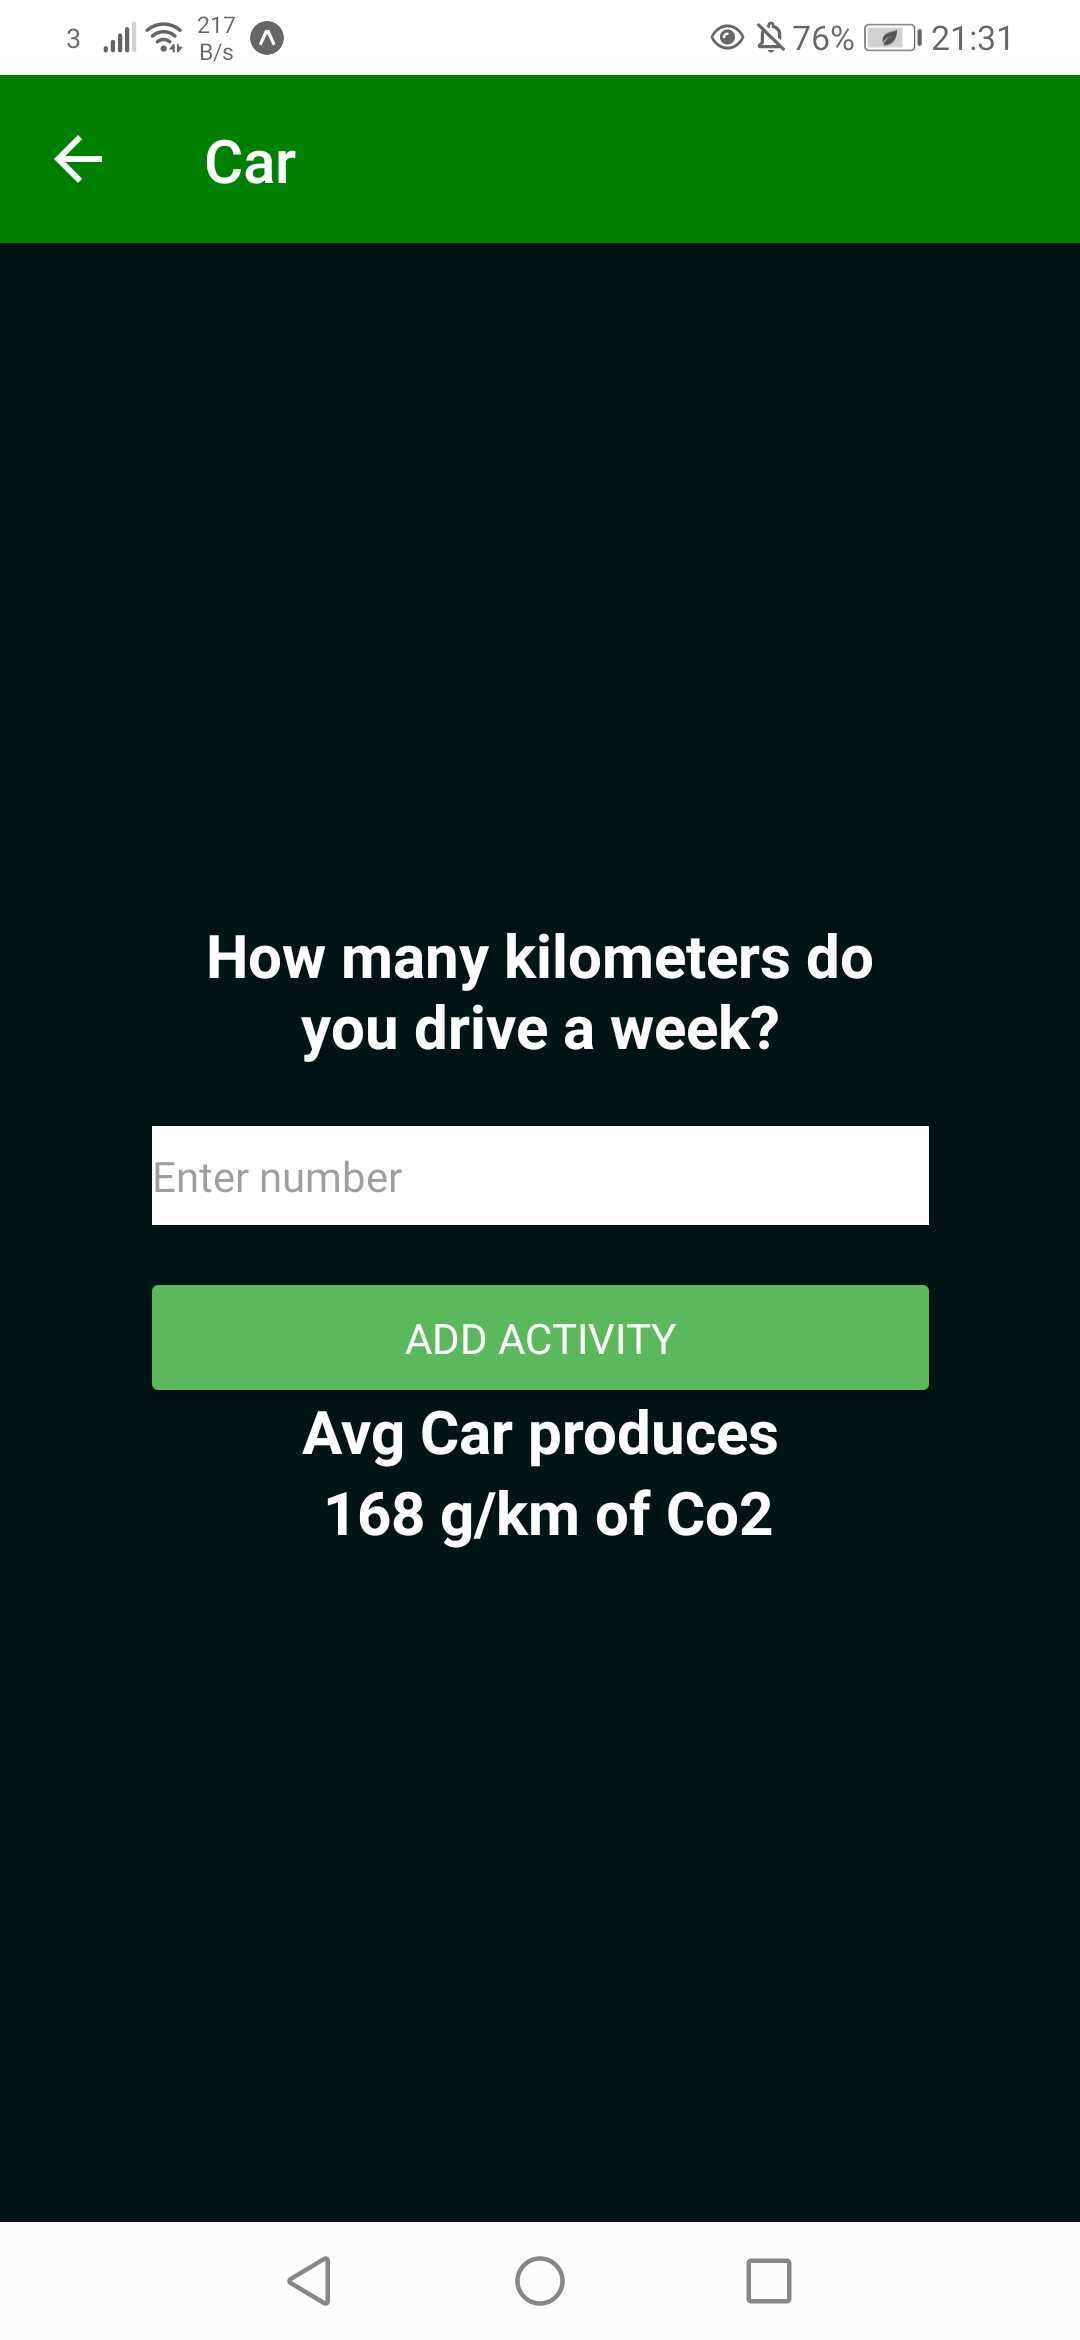 3 217 B/s 76% 21:31
Car
How many kilometers do
you drive a week?
Enter number
ADD ACTIVITY
Avg Car produces
168 g/km of Co2